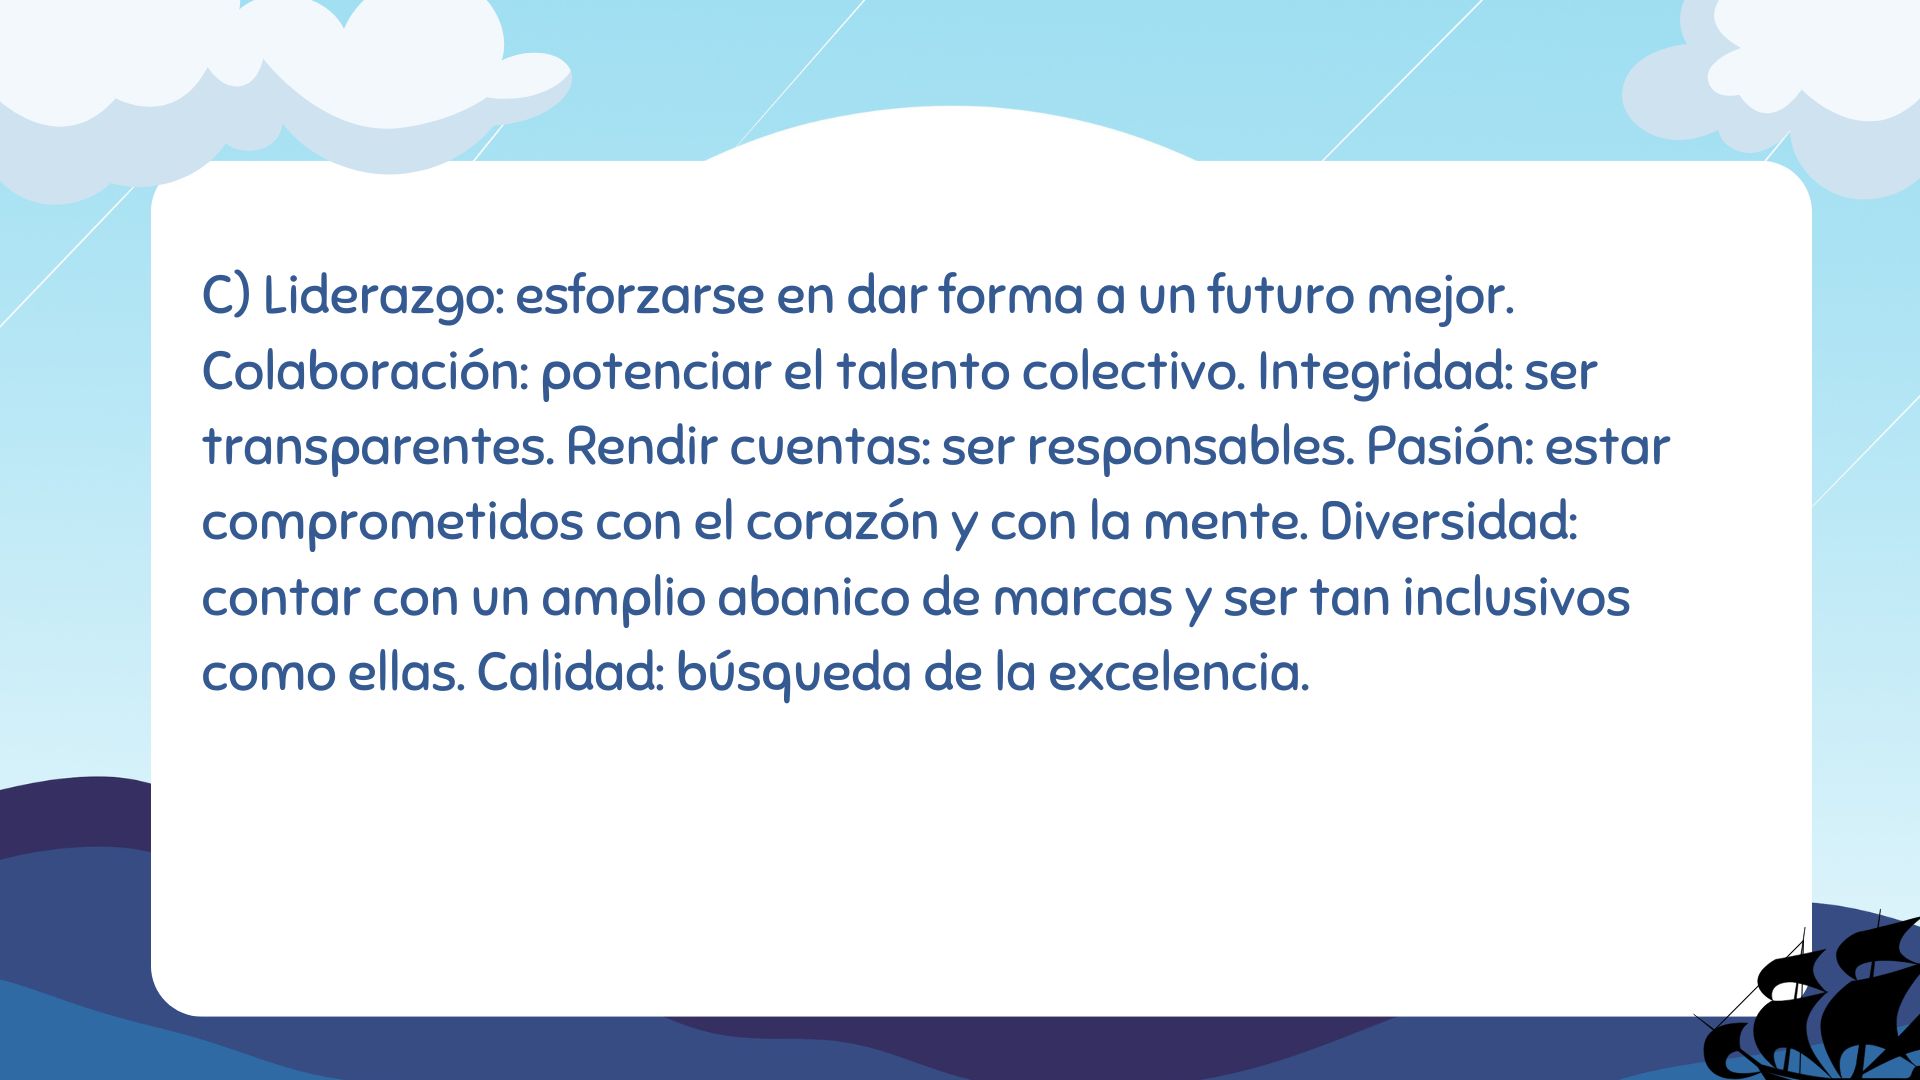 C) Liderazgo: esforzarse en dar forma a un futuro mejor.
Colaboración: potenciar el talento colectivo. Integridad: ser
transparentes. Rendir cuentas: ser responsables. Pasión: estar
comprometidos con el corazón y con la mente. Diversidad:
contar con un amplio abanico de marcas y ser tan inclusivos
como ellas. Calidad: búsqueda de la excelencia.